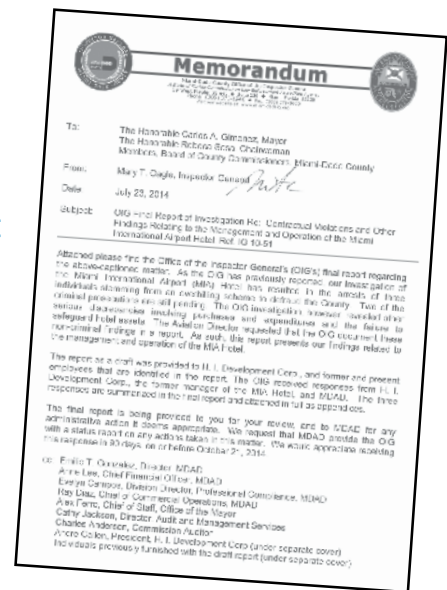 Memorandum
To: The Honorable Carlos A. Gimenez, Mayor
The Honorable Rebeca Sosa, Chairwoman
Members, Board of County Commissioners, Miami-Dade County
From: Mary T. Cagle, Inspector General
Date: July 23, 2014
Subject: OIG Final Report of Investigation Re: Contractual Violations and Other
Findings Relating to the Management and Operation of the Miami
International Airport Hotel, Ref. IG 10-51
Attached please find the Office of the Inspector General's (OIG's) final report regarding
the above-captioned matter. As the OIG has previously reported, our investigation of
the Miami International Airport (MIA) Hotel has resulted in the arrests of three
individuals stemming from an overbilling scheme to defraud the County. Two of the
criminal prosecutions are still pending. The OIG investigation however revealed other
serious discrepancies involving purchases and expenditures and the failure to
safeguard hotel assets. The Aviation Director requested that the OIG document these
non-criminal findings in a report. As such, this report presents our findings related to
the management and operation of the MIA Hotel.
The report as a draft was provided to H. I. Development Corp., and former and present
employees that are identified in the report. The OIG received responses from H. I.
Development Corp., the former manager of the MIA Hotel, and MDAD. The three
responses are summarized in the final report and attached in full as appendices.
The final report is being provided to you for your review, and to MDAD for any
administrative action it deems appropriate. We request that MDAD provide the OIG
with a status report on any actions taken in this matter. We would appreciate receiving
this response in 90 days, on or before October 21, 2014.
cc: Emilio T. Gonzalez, Director, MDAD
Anne Lee, Chief Financial Officer, MDAD
Evelyn Campos, Division Director, Professional Compliance, MDAD
Ray Diaz, Chief of Commercial Operations, MDAD
Alex Ferro, Chief of Staff, Office of the Mayor
Cathy Jackson, Director, Audit and Management Services
Charles Anderson, Commission Auditor
Andre Callen, President, H. I. Development Corp (under separate cover)
Individuals previously furnished with the draft report (under separate cover)